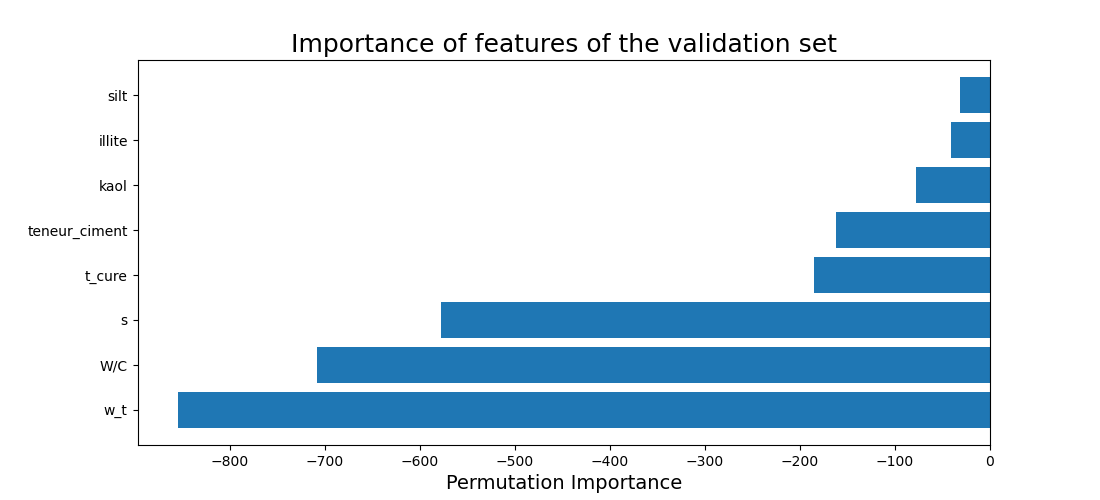 Importance of features of the validation set
silt
illite
kaol
teneur_ciment
t_cure
s
W/C
w_t
−800 −700 −600 −500 −400 −300 −200 −100 0
Permutation Importance